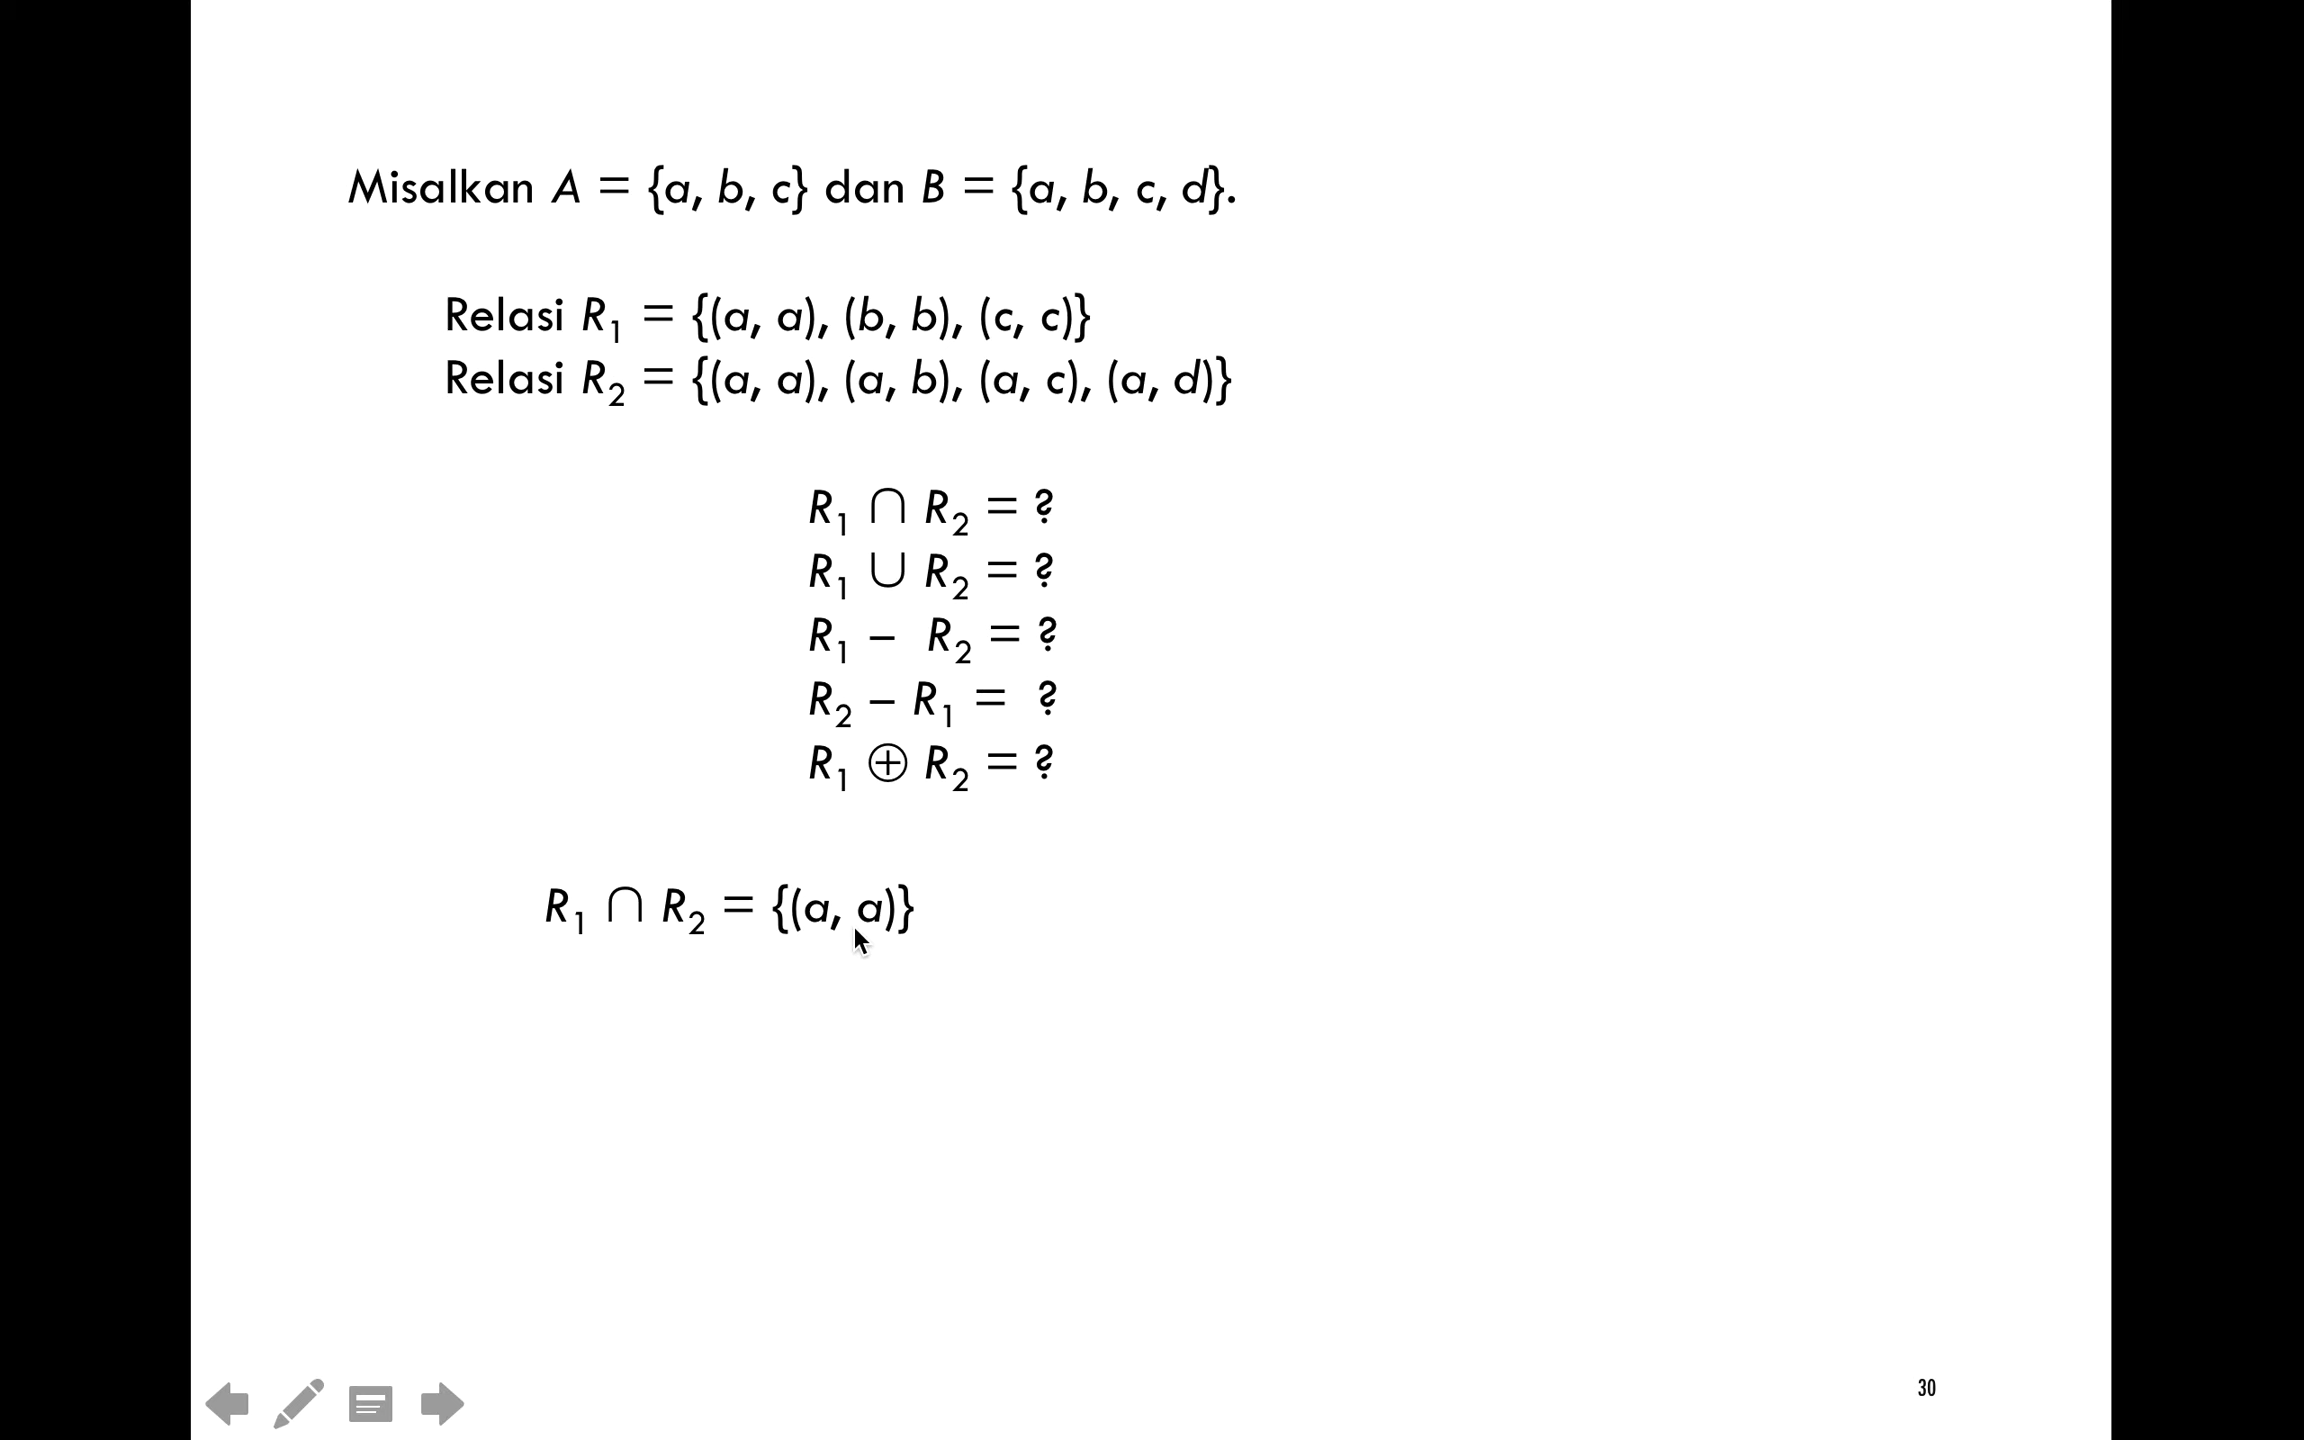 Misalkan A = {a, b, c} dan B = {a, b, c, d}.
Relasi R₁ = {(a, a), (b, b), (c, c)}
Relasi R₂ = {(a, a), (a, b), (a, c), (a, d)}
R₁ ∩ R₂ = ?
R₁ ∪ R₂ = ?
R₁ – R₂ = ?
R₂ – R₁ = ?
R₁ ⊕ R₂ = ?
R₁ ∩ R₂ = {(a, a)}
30